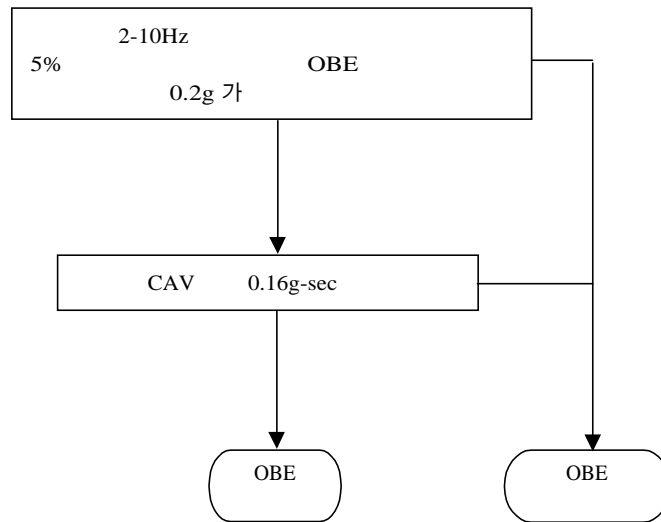 2-10Hz
5% OBE
0.2g 가
CAV 0.16g-sec
OBE
OBE